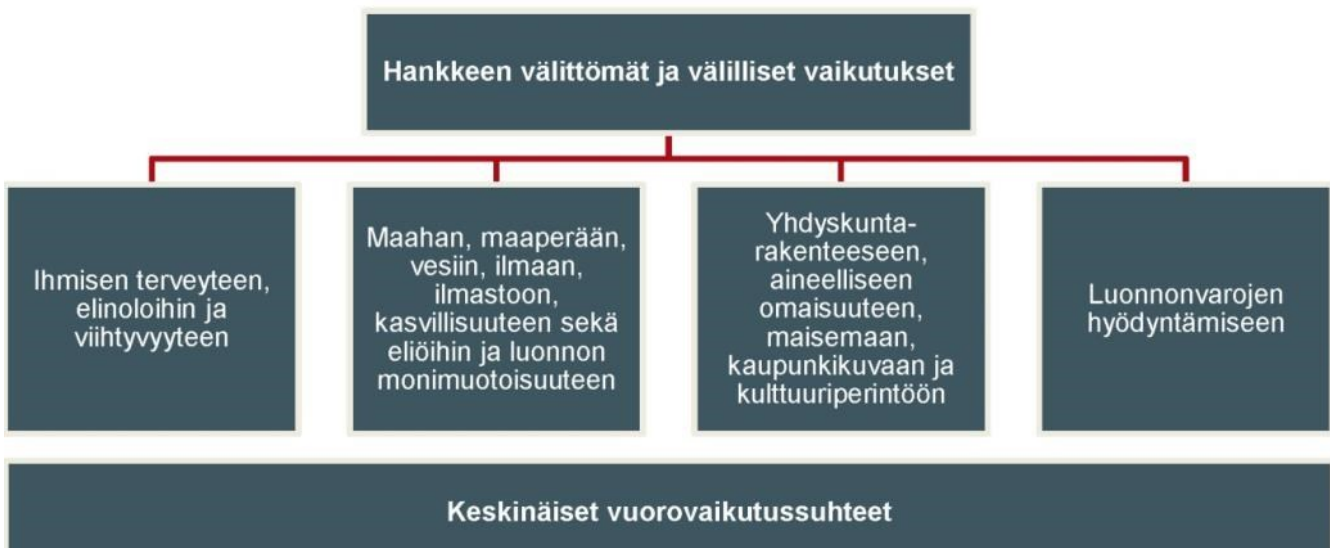 Hankkeen välittömät ja välilliset vaikutukset
Ihmisen terveyteen,
elinoloihin ja
viihtyvyyteen
Maahan, maaperään,
vesiin, ilmaan,
ilmastoon,
kasvillisuuteen sekä
eliöihin ja luonnon
monimuotoisuuteen
Yhdyskunta-
rakenteeseen,
aineelliseen
omaisuuteen,
maisemaan,
kaupunkikuvaan ja
kulttuuriperintöön
Luonnonvarojen
hyödyntämiseen
Keskinäiset vuorovaikutussuhteet